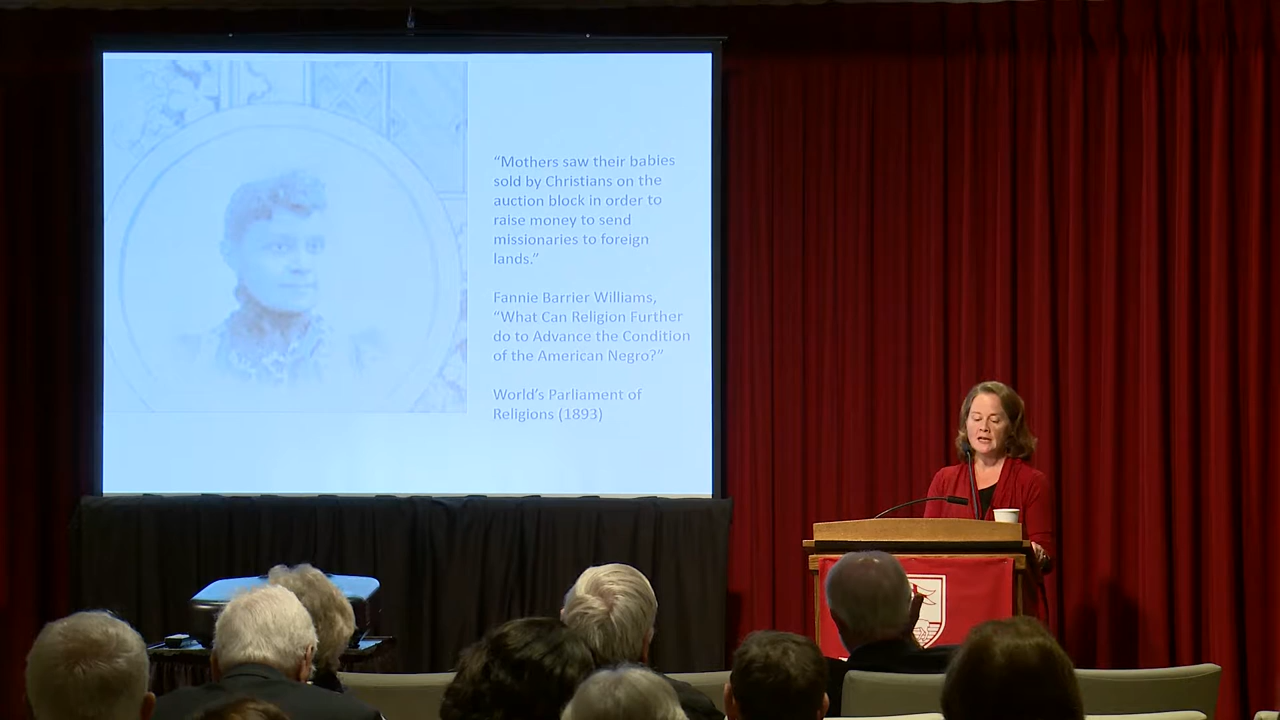 “Mothers saw their babies
sold by Christians on the
auction block in order to
raise money to send
missionaries to foreign
lands.”
Fannie Barrier Williams,
“What Can Religion Further
do to Advance the Condition
of the American Negro?”
World’s Parliament of
Religions (1893)